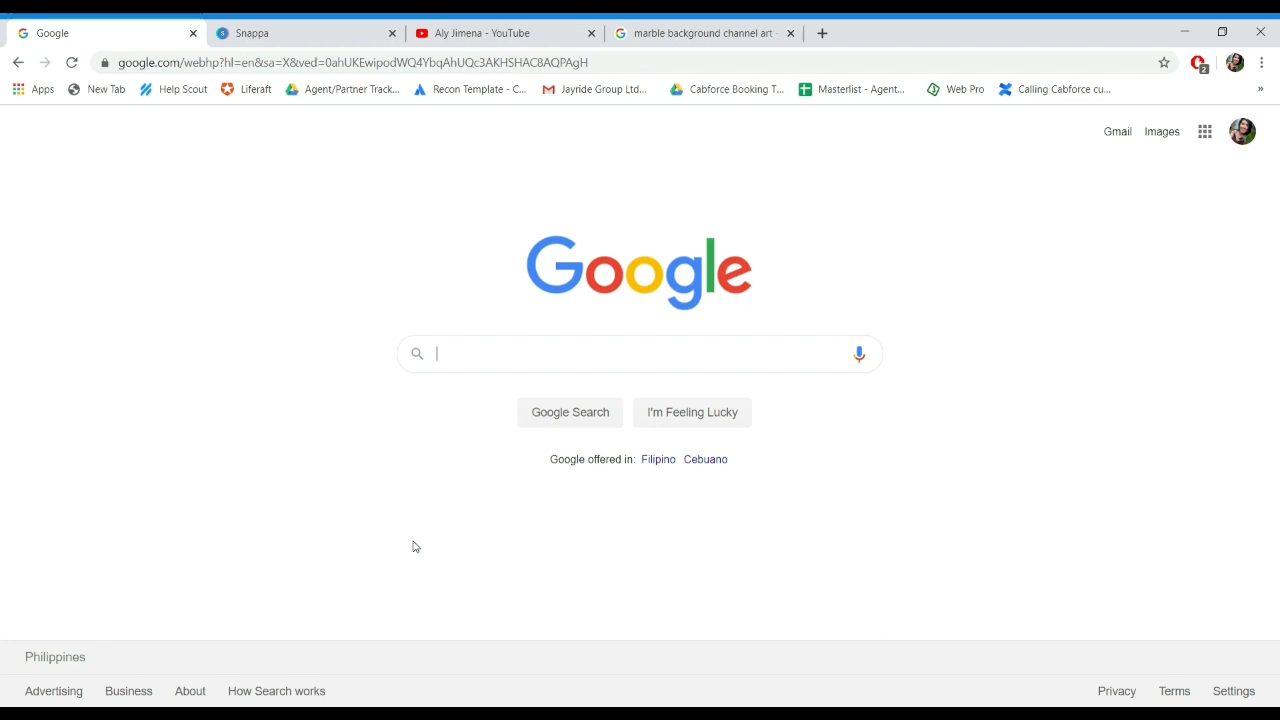 Google
Snappa
Aly Jimena - YouTube
marble background channel art -
google.com/webhp?hl=en&sa=X&ved=0ahUKEwipodWQ4YbqAhUQc3AKHSHAQAQPAgH
2
Apps
New Tab
Help Scout
Liferaft
Agent/Partner Track...
Recon Template - C...
Jayride Group Ltd...
Cabforce Booking T...
Masterlist - Agent...
Web Pro
Calling Cabforce cu...
»
Gmail
Images
Google
Google Search
I'm Feeling Lucky
Google offered in: Filipino Cebuano
Philippines
Advertising
Business
About
How Search works
Privacy
Terms
Settings